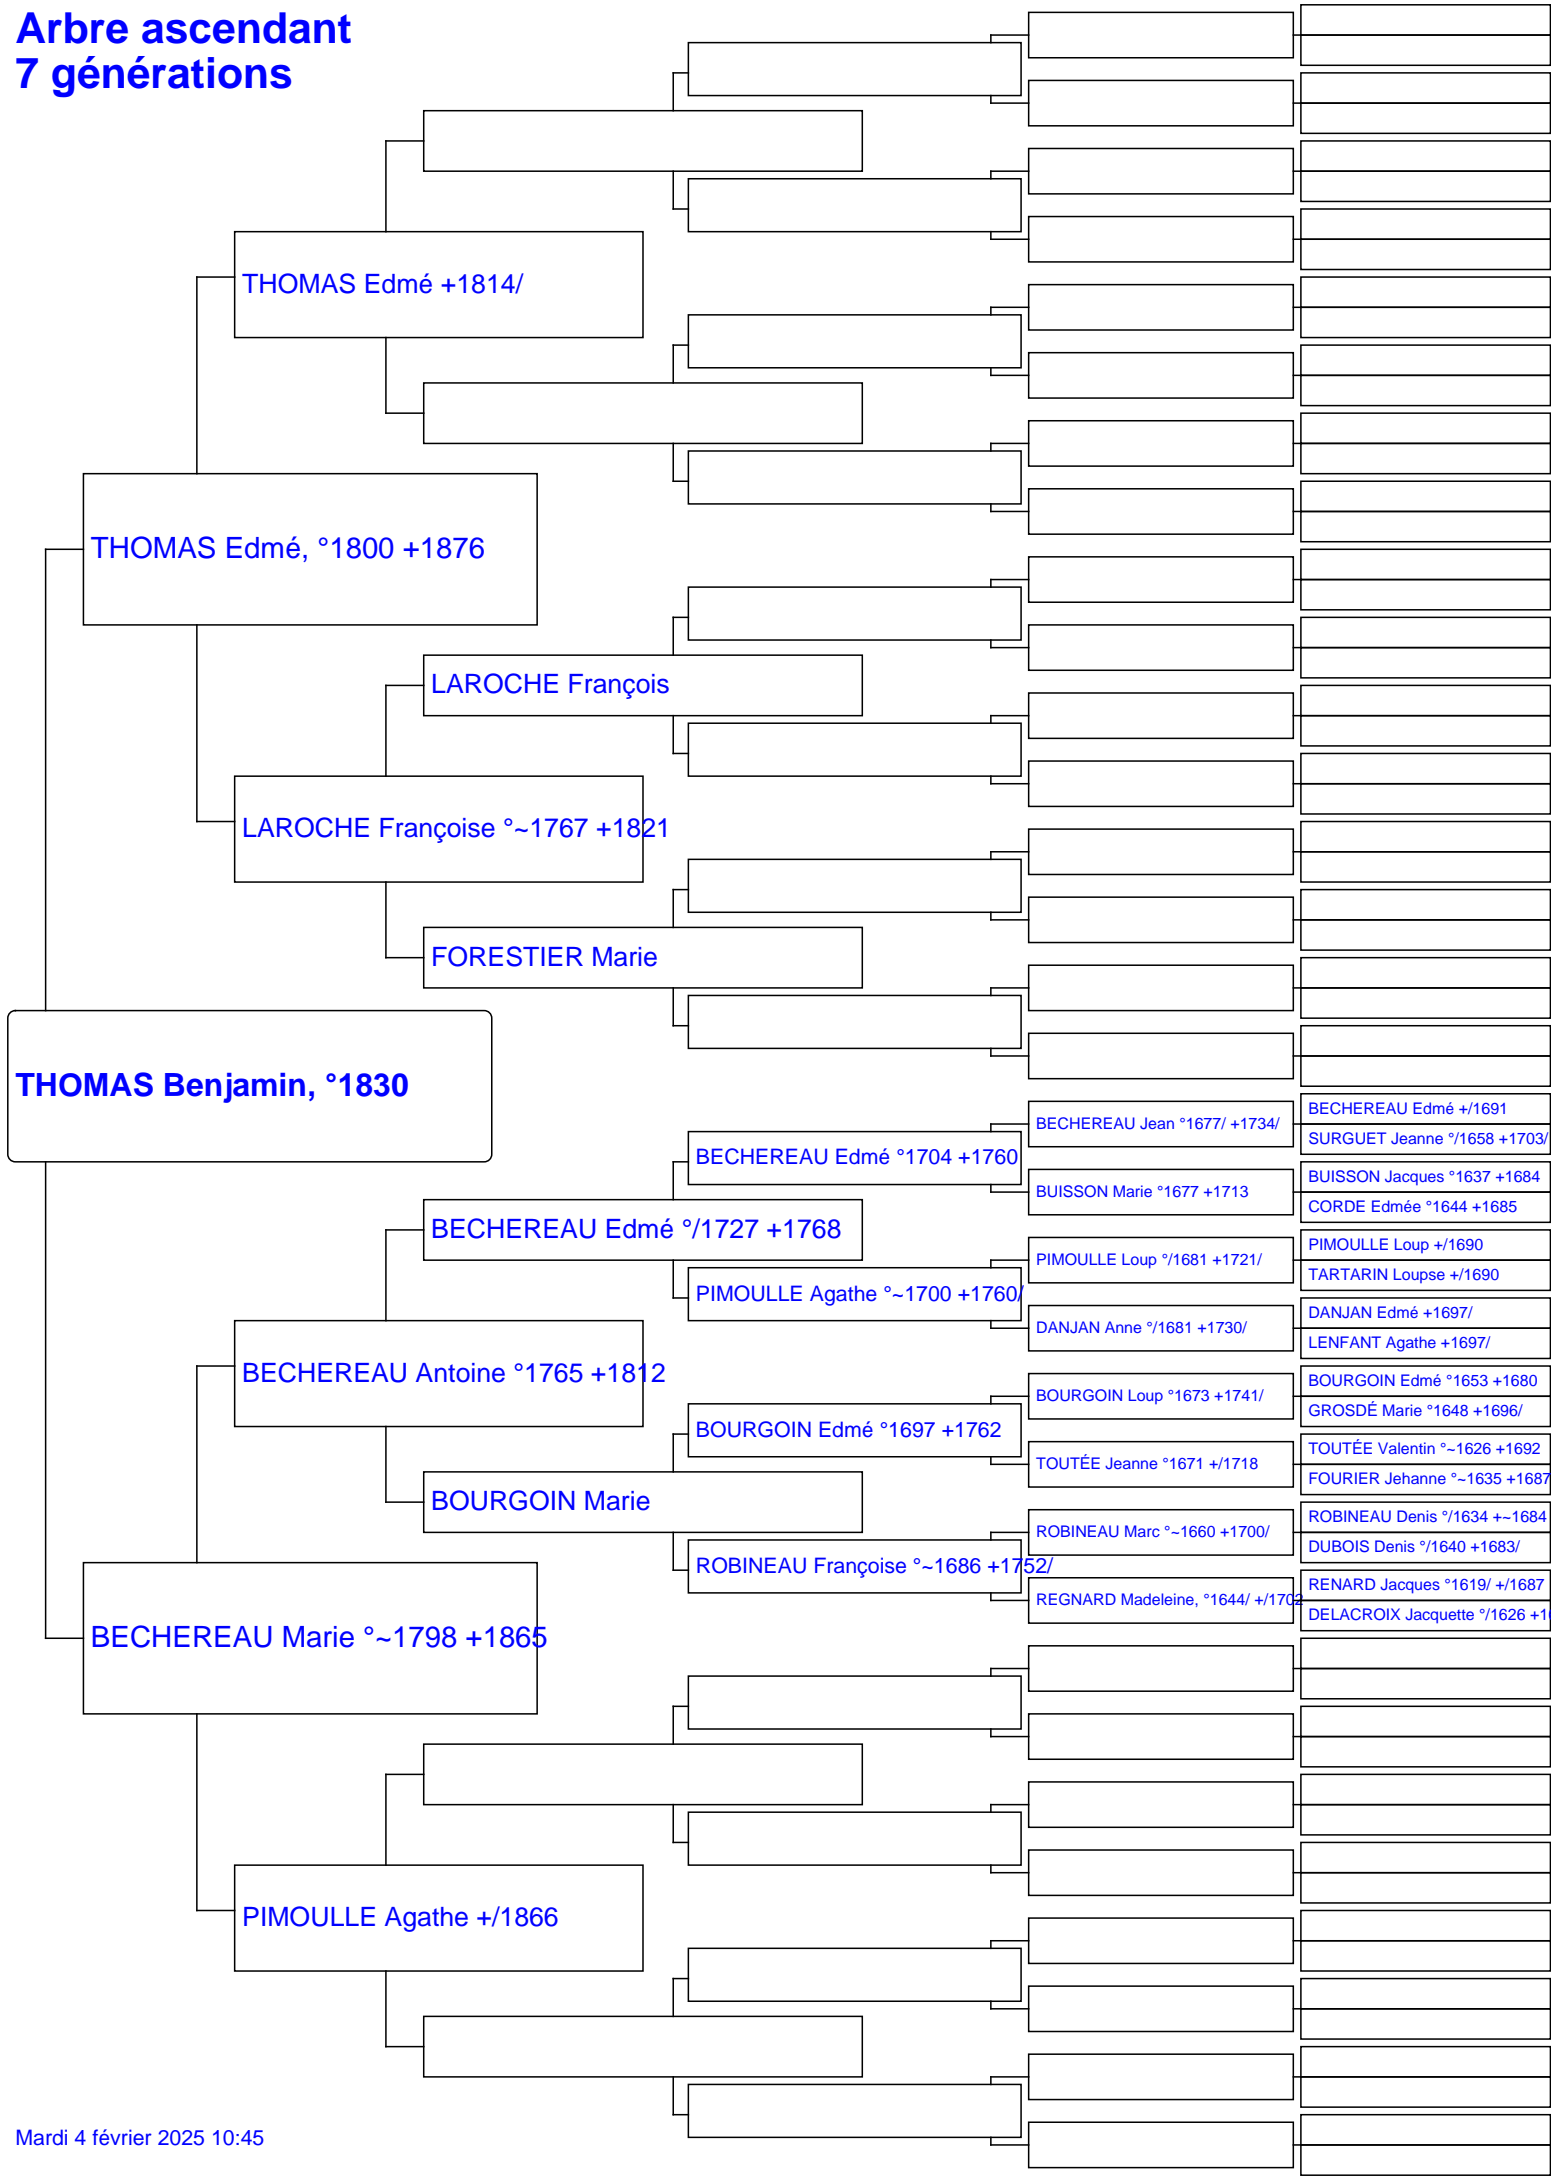 Arbre ascendant
7 générations
THOMAS Edmé +1814/
THOMAS Edmé, °1800 +1876
LAROCHE François
LAROCHE Françoise °~1767 +1821
FORESTIER Marie
THOMAS Benjamin, °1830
BECHEREAU Edmé +/1691
BECHEREAU Jean °1677/ +1734/
SURGUET Jeanne °/1658 +1703/
BECHEREAU Edmé °1704 +1760
BUISSON Jacques °1637 +1684
BUISSON Marie °1677 +1713
CORDE Edmée °1644 +1685
BECHEREAU Edmé °/1727 +1768
PIMOULLE Loup +/1690
PIMOULLE Loup °/1681 +1721/
TARTARIN Loupse +/1690
PIMOULLE Agathe °~1700 +1760/
DANJAN Edmé +1697/
DANJAN Anne °/1681 +1730/
LENFANT Agathe +1697/
BECHEREAU Antoine °1765 +1812
BOURGOIN Edmé °1653 +1680
BOURGOIN Loup °1673 +1741/
GROSDÉ Marie °1648 +1696/
BOURGOIN Edmé °1697 +1762
TOUTÉE Valentin °~1626 +1692
TOUTÉE Jeanne °1671 +/1718
FOURIER Jehanne °~1635 +1687
BOURGOIN Marie
ROBINEAU Denis °/1634 +~1684
ROBINEAU Marc °~1660 +1700/
DUBOIS Denis °/1640 +1683/
ROBINEAU Françoise °~1686 +1752/
RENARD Jacques °1619/ +/1687
REGNARD Madeleine, °1644/ +/1702
DELACROIX Jacquette °/1626
BECHEREAU Marie °~1798 +1865
PIMOULLE Agathe +/1866
Mardi 4 février 2025 10:45